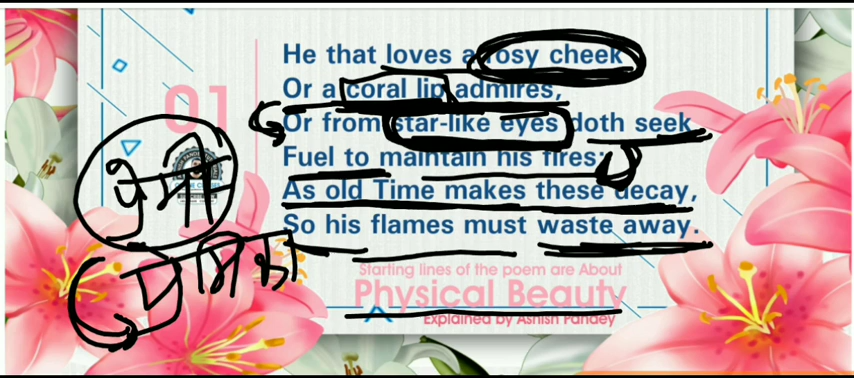 01
He that loves a rosy cheek
Or a coral lip admires,
Or from star-like eyes doth seek
Fuel to maintain his fires;
As old Time makes these decay,
So his flames must waste away.
Starting lines of the poem are About
Physical Beauty
Explained by Ashish Pandey